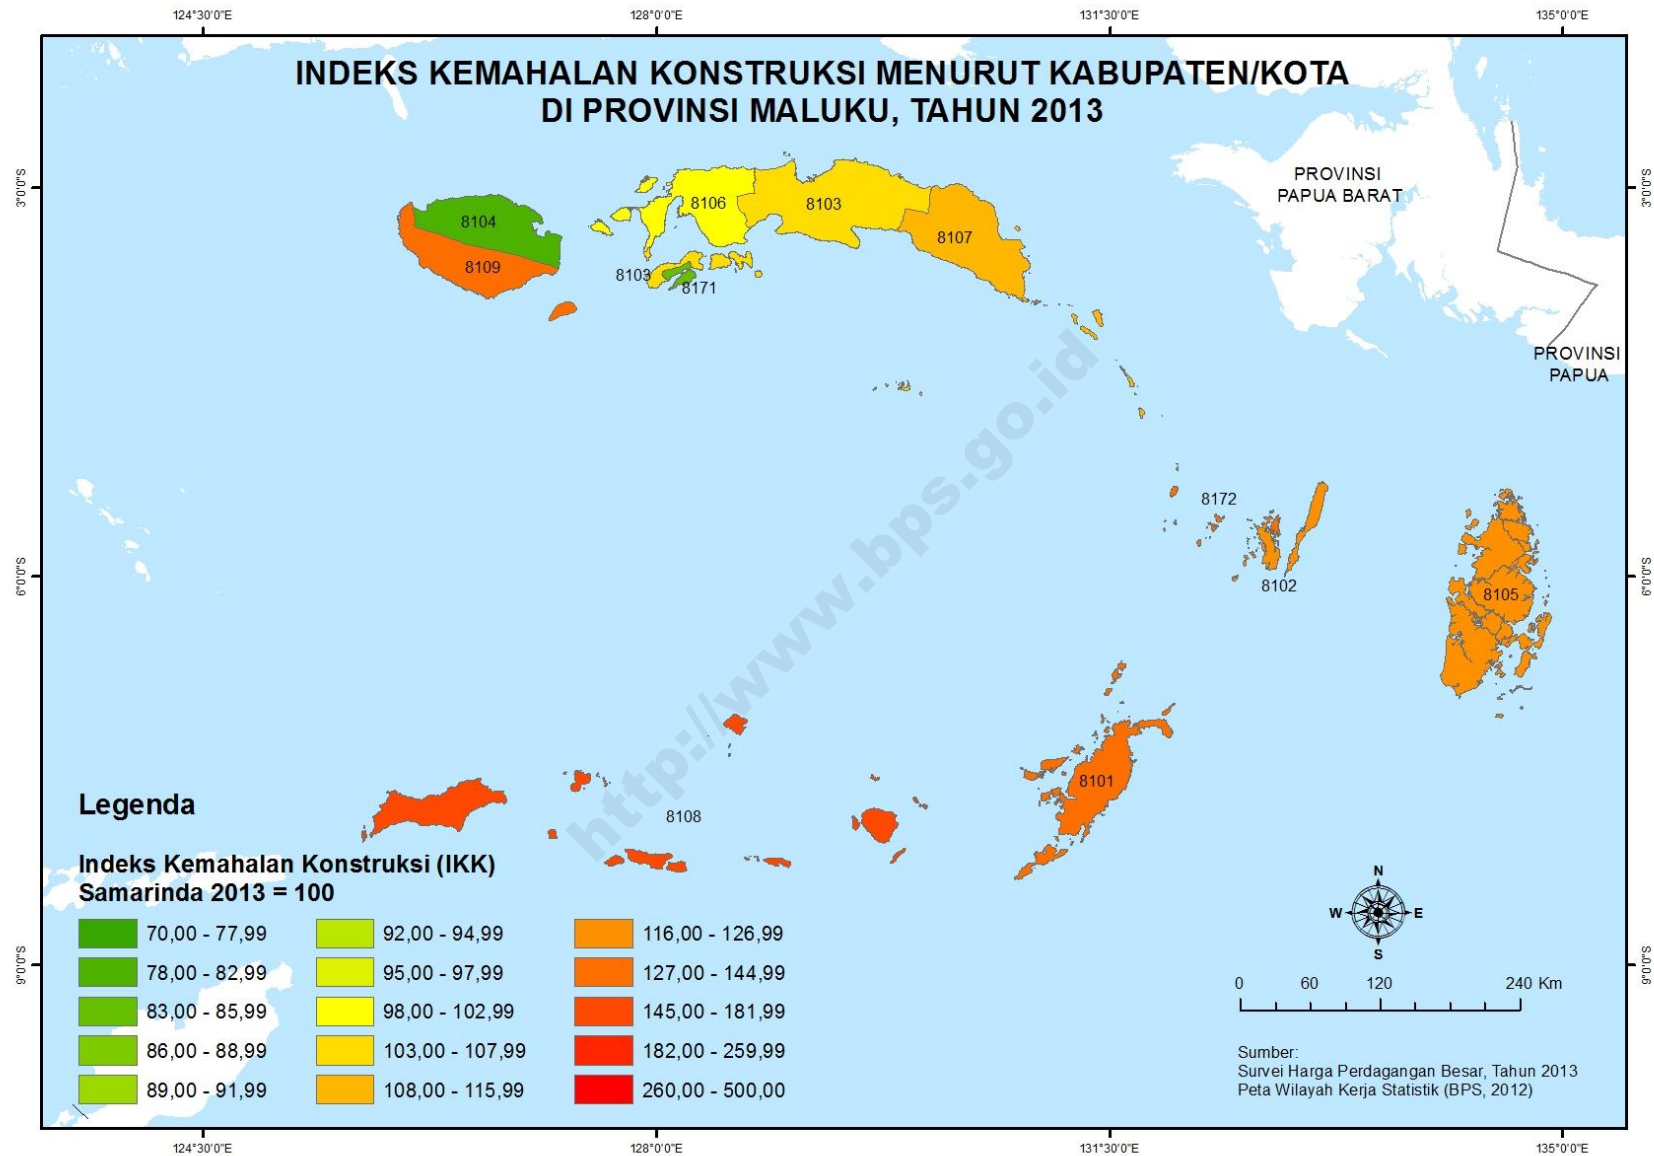 124°30'0"E 128°0'0"E 131°30'0"E 135°0'0"E
INDEKS KEMAHALAN KONSTRUKSI MENURUT KABUPATEN/KOTA
DI PROVINSI MALUKU, TAHUN 2013
3°0'0"S
3°0'0"S
PROVINSI
PAPUA BARAT
8104
8106
8103
8107
8109
8103
8171
PROVINSI
PAPUA
http://www.bps.go.id
8172
6°0'0"S
6°0'0"S
8102
8105
8101
8108
Legenda
Indeks Kemahalan Konstruksi (IKK)
Samarinda 2013 = 100
70,00 - 77,99
78,00 - 82,99
83,00 - 85,99
86,00 - 88,99
89,00 - 91,99
92,00 - 94,99
95,00 - 97,99
98,00 - 102,99
103,00 - 107,99
108,00 - 115,99
116,00 - 126,99
127,00 - 144,99
145,00 - 181,99
182,00 - 259,99
260,00 - 500,00
N
W E
S
9°0'0"S
9°0'0"S
0 60 120 240 Km
Sumber:
Survei Harga Perdagangan Besar, Tahun 2013
Peta Wilayah Kerja Statistik (BPS, 2012)
124°30'0"E 128°0'0"E 131°30'0"E 135°0'0"E